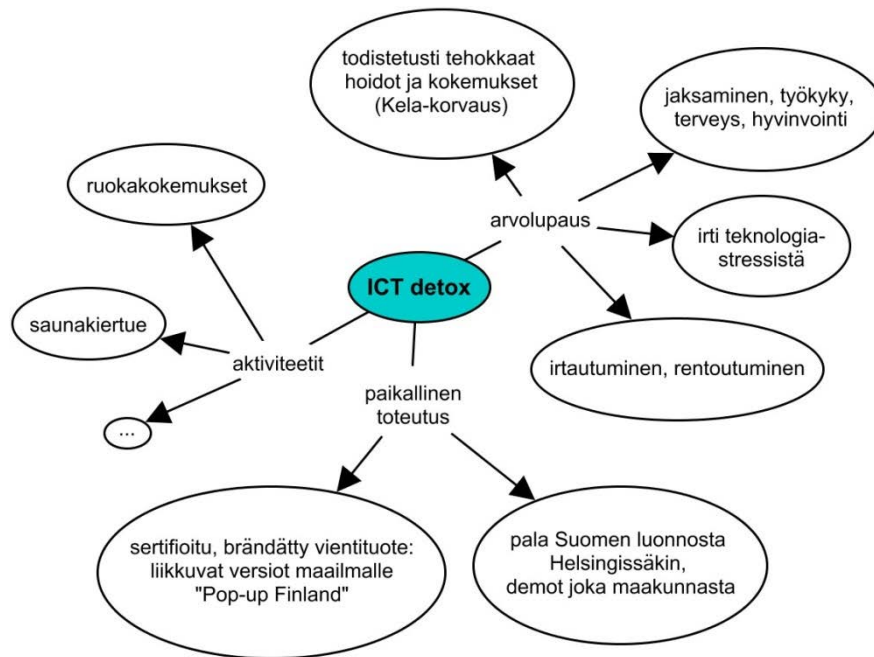 todistetusti tehokkaat
hoidot ja kokemukset
(Kela-korvaus)
jaksaminen, työkyky,
terveys, hyvinvointi
ruokakokemukset
arvolupaus
irti teknologia-
stressistä
ICT detox
saunakiertue
aktiviteetit
irtautuminen, rentoutuminen
paikallinen
toteutus
...
sertifioitu, brändätty vientituote:
liikkuvat versiot maailmalle
"Pop-up Finland"
pala Suomen luonnosta
Helsingissäkin,
demot joka maakunnasta